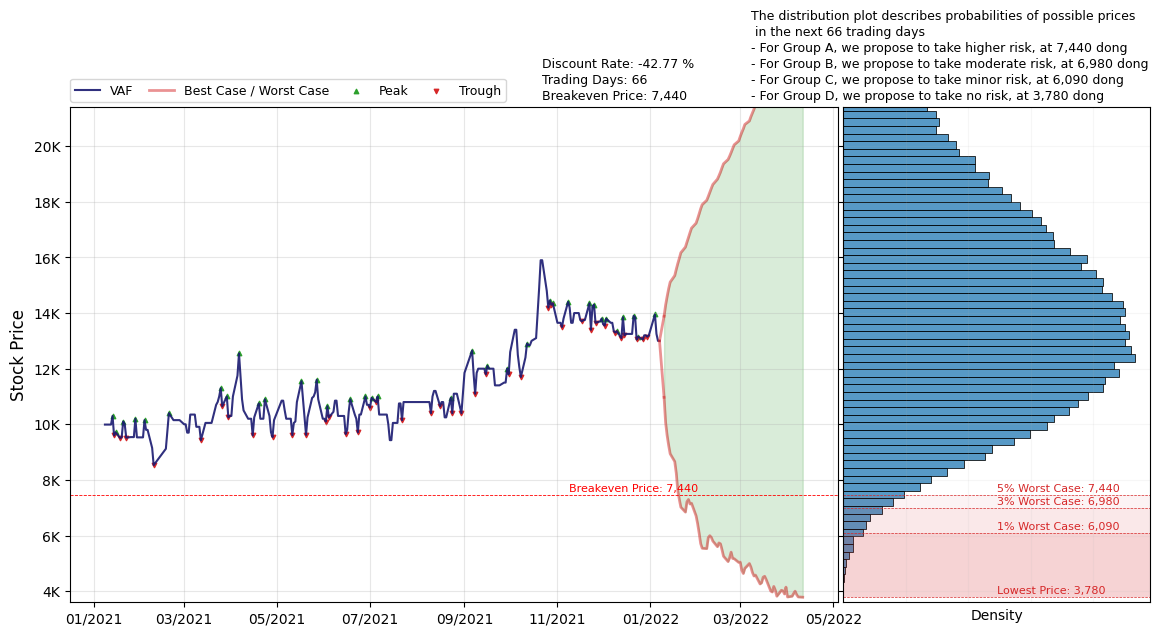 The distribution plot describes probabilities of possible prices
in the next 66 trading days
- For Group A, we propose to take higher risk, at 7,440 dong
- For Group B, we propose to take moderate risk, at 6,980 dong
- For Group C, we propose to take minor risk, at 6,090 dong
- For Group D, we propose to take no risk, at 3,780 dong
Discount Rate: -42.77 %
Trading Days: 66
Breakeven Price: 7,440
VAF
Best Case / Worst Case
Peak
Trough
Stock Price
20K
18K
16K
14K
12K
10K
8K
6K
4K
Breakeven Price: 7,440
5% Worst Case: 7,440
3% Worst Case: 6,980
1% Worst Case: 6,090
Lowest Price: 3,780
01/2021
03/2021
05/2021
07/2021
09/2021
11/2021
01/2022
03/2022
05/2022
Density